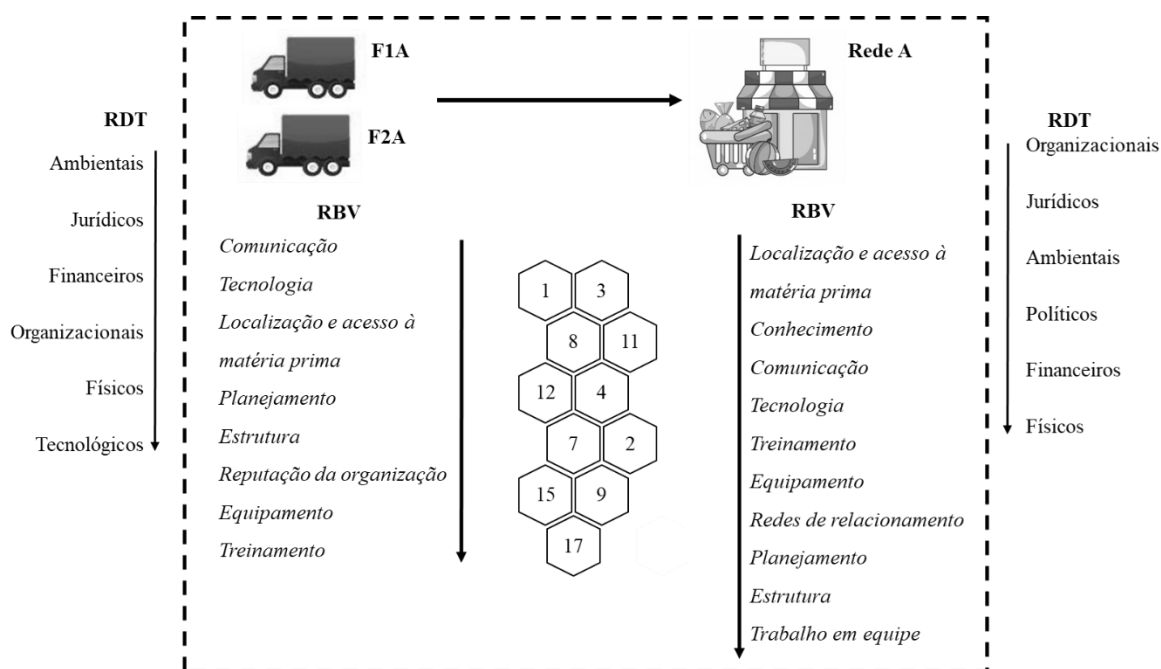 F1A
F2A
Rede A
RDT
Ambientais
Jurídicos
Financeiros
Organizacionais
Físicos
Tecnológicos
RBV
Comunicação
Tecnologia
Localização e acesso à
matéria prima
Planejamento
Estrutura
Reputação da organização
Equipamento
Treinamento
1 3
8 11
12 4
7 2
15 9
17
RBV
Localização e acesso à
matéria prima
Conhecimento
Comunicação
Tecnologia
Treinamento
Equipamento
Redes de relacionamento
Planejamento
Estrutura
Trabalho em equipe
RDT
Organizacionais
Jurídicos
Ambientais
Políticos
Financeiros
Físicos